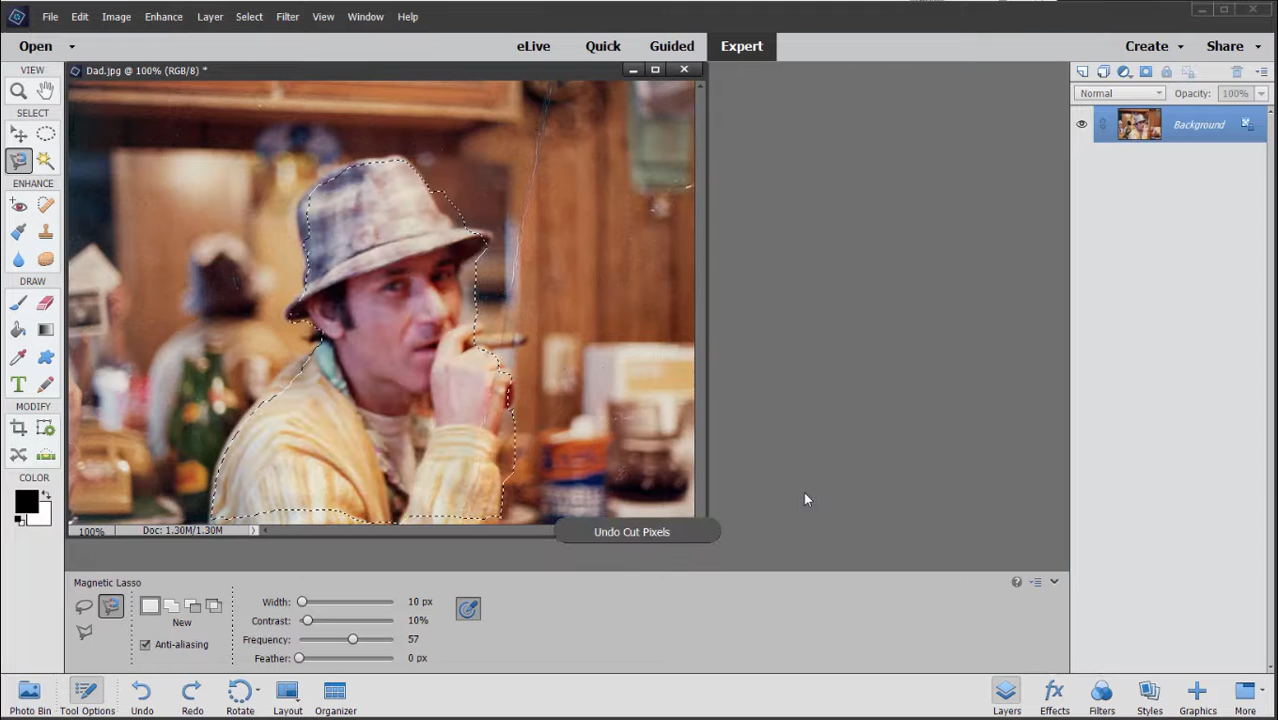 File Edit Image Enhance Layer Select Filter View Window Help
Open eLive Quick Guided Expert Create Share
VIEW
Dad.jpg @ 100% (RGB/8) *
Normal Opacity: 100%
SELECT
Background
ENHANCE
DRAW
T
MODIFY
COLOR
100% Doc: 1.30M/1.30M
Undo Cut Pixels
Magnetic Lasso
Width: 10 px
New
Contrast: 10%
Anti-aliasing
Frequency: 57
Feather: 0 px
Photo Bin Tool Options Undo Redo Rotate Layout Organizer Layers Effects Filters Styles Graphics More